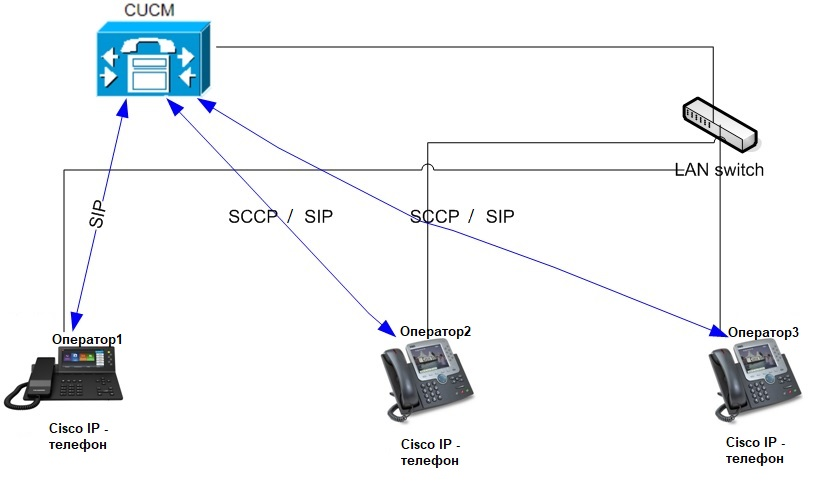 CUCM
LAN switch
SIP
SCCP / SIP
SCCP / SIP
Оператор1
Оператор2
Оператор3
Cisco IP -
телефон
Cisco IP -
телефон
Cisco IP -
телефон